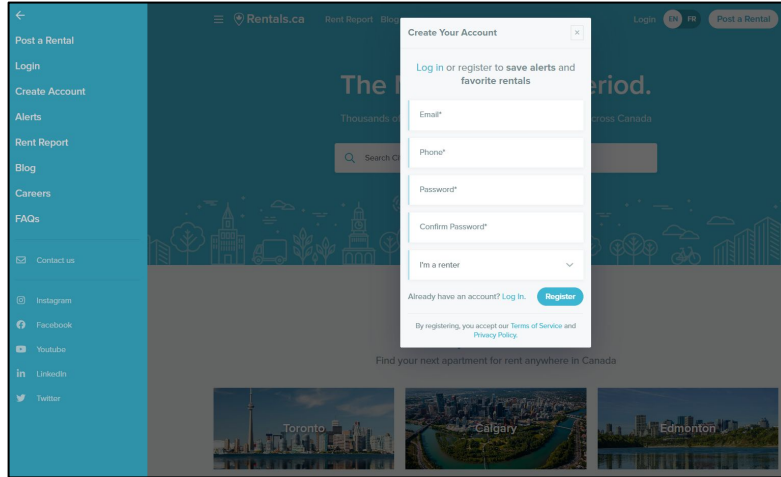 Post a Rental
Login
Create Account
Alerts
Rent Report
Blog
Careers
FAQs
Contact us
Instagram
Facebook
Youtube
LinkedIn
Twitter
Rentals.ca
Rent Report
Blog
Login
EN
FR
Post a Rental
The
eriod.
Thousands of
cross Canada
Search Ci
Create Your Account
Log in or register to save alerts and
favorite rentals
Email*
Phone*
Password*
Confirm Password*
I'm a renter
Already have an account? Log In.
Register
By registering, you accept our Terms of Service and
Privacy Policy.
Find your next apartment for rent anywhere in Canada
Toronto
Calgary
Edmonton